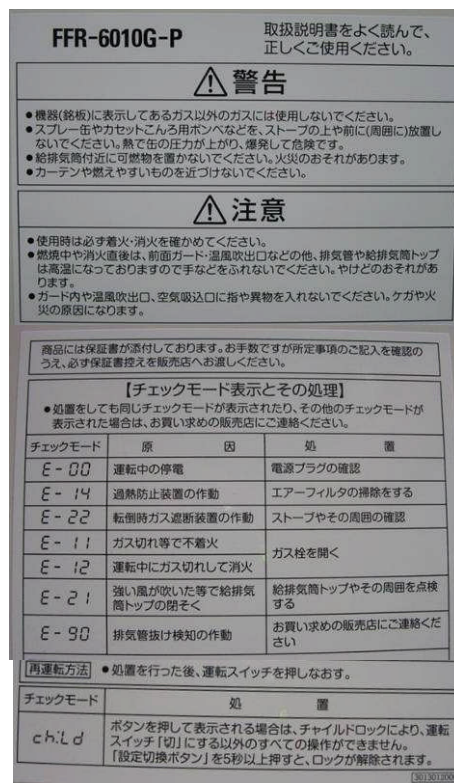 FFR-6010G-P
取扱説明書をよく読んで、
正しくご使用ください。
⚠警告
●機器(銘板)に表示してあるガス以外のガスには使用しないでください。
●スプレー缶やカセットこんろ用ボンベなどを、ストーブの上や前に(周囲に)放置し
ないでください。熱で缶の圧力が上がり、爆発して危険です。
●給排気筒付近に可燃物を置かないでください。火災のおそれがあります。
●カーテンや燃えやすいものを近づけないでください。
⚠注意
●使用時は必ず着火・消火を確かめてください。
●燃焼中や消火直後は、前面ガード・温風吹出口などの他、排気管や給排気筒トップ
は高温になっておりますので手などをふれないでください。やけどのおそれがあ
ります。
●ガード内や温風吹出口、空気吸込口に指や異物を入れないでください。ケガや火
災の原因になります。
商品には保証書が添付しております。お手数ですが所定事項のご記入を確認の
うえ、必ず保証書控えを販売店へお渡しください。
【チェックモード表示とその処理】
●処置をしても同じチェックモードが表示されたり、その他のチェックモードが
表示された場合は、お買い求めの販売店にご連絡ください。
チェックモード 原因 処置
E-00 運転中の停電 電源プラグの確認
E-14 過熱防止装置の作動 エアーフィルタの掃除をする
E-22 転倒時ガス遮断装置の作動 ストーブやその周囲の確認
E-11 ガス切れ等で不着火
ガス栓を開く
E-12 運転中にガス切れして消火
E-21 強い風が吹いた等で給排気
筒トップの閉そく
給排気筒トップやその周囲を点検
する
E-90 排気管抜け検知の作動
お買い求めの販売店にご連絡くだ
さい
再運転方法 ●処置を行った後、運転スイッチを押しなおす。
チェックモード 処置
chiLd
ボタンを押して表示される場合は、チャイルドロックにより、運転
スイッチ「切」にする以外のすべての操作ができません。
「設定切換ボタン」を5秒以上押すと、ロックが解除されます。